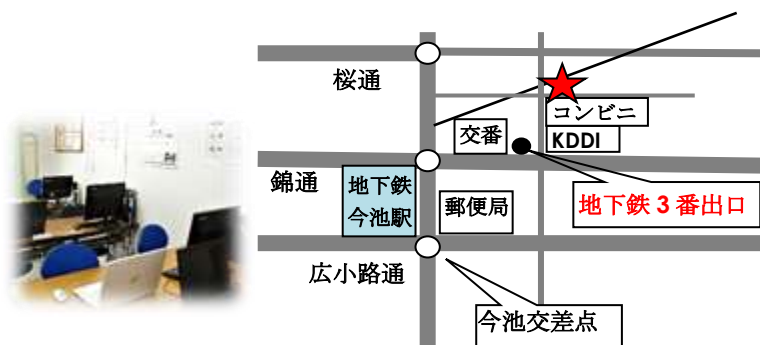 桜通
コンビニ
交番
KDDI
錦通
地下鉄
今池駅
郵便局
地下鉄3番出口
広小路通
今池交差点